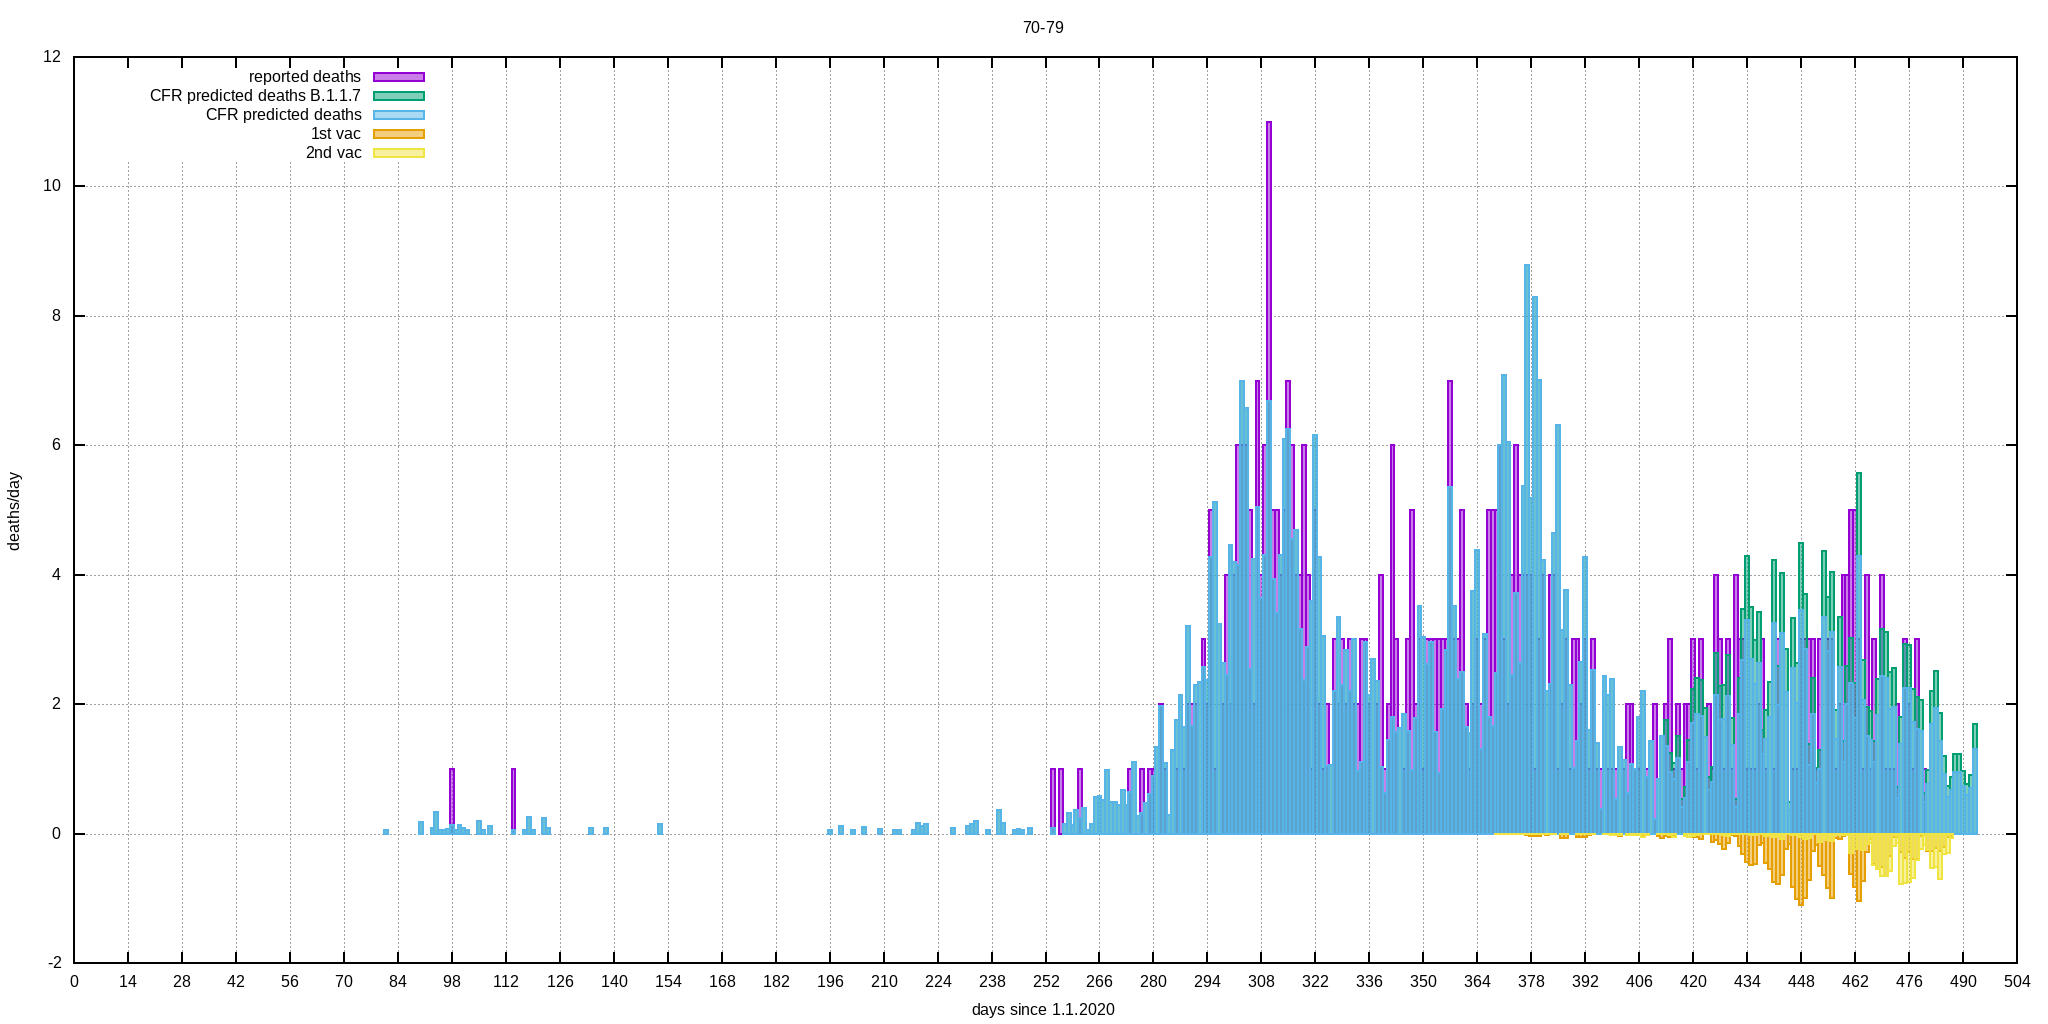 70-79
reported deaths
CFR predicted deaths B.1.1.7
CFR predicted deaths
1st vac
2nd vac
12
10
8
6
4
2
0
-2
deaths/day
0 14 28 42 56 70 84 98 112 126 140 154 168 182 196 210 224 238 252 266 280 294 308 322 336 350 364 378 392 406 420 434 448 462 476 490 504
days since 1.1.2020